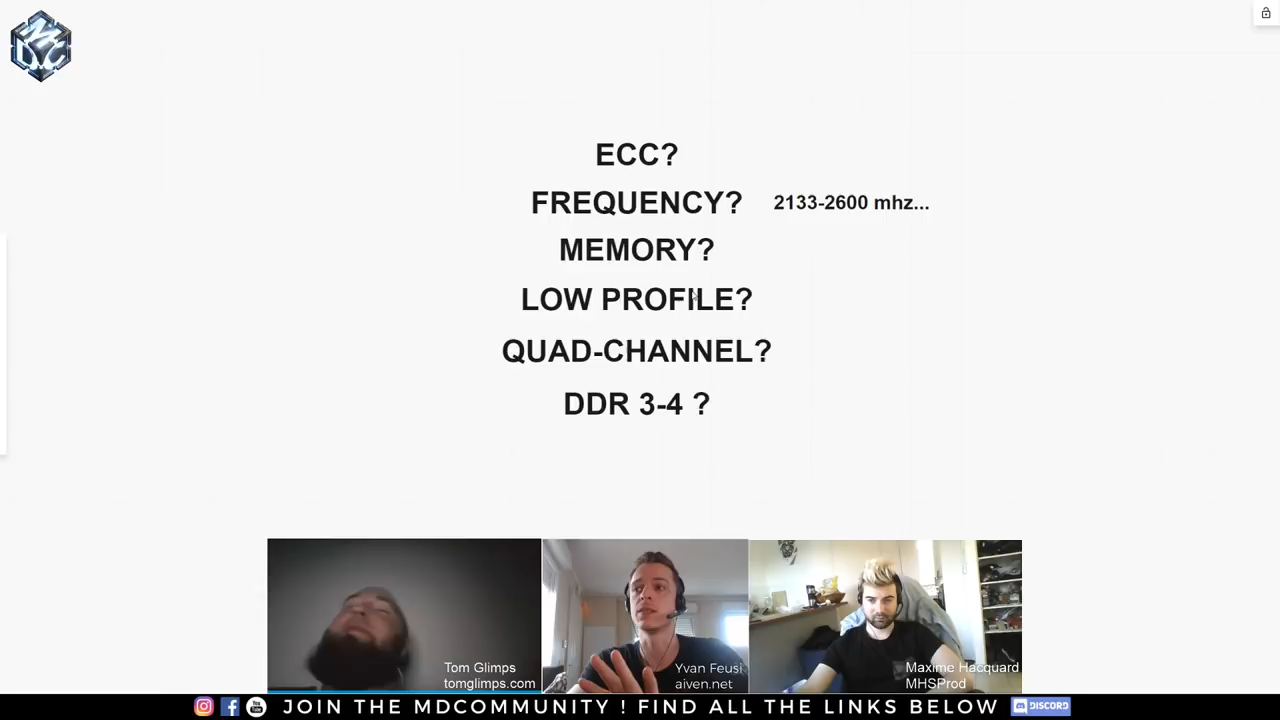 ECC?
FREQUENCY? 2133-2600 mhz...
MEMORY?
LOW PROFILE?
QUAD-CHANNEL?
DDR 3-4 ?
Tom Glimps
tomglimps.com
Yvan Feusi
aiven.net
Maxime Hacquard
MHSProd
JOIN THE MDCOMMUNITY ! FIND ALL THE LINKS BELOW DISCORD